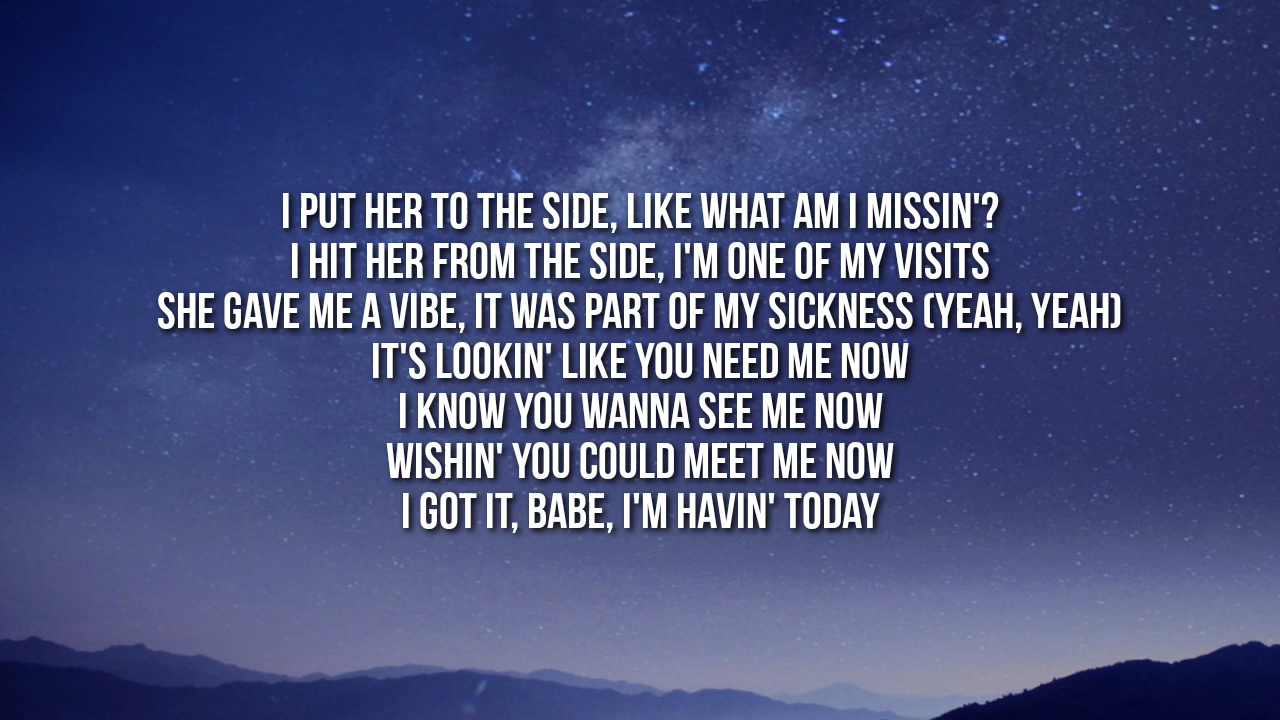 I PUT HER TO THE SIDE, LIKE WHAT AM I MISSIN'?
I HIT HER FROM THE SIDE, I'M ONE OF MY VISITS
SHE GAVE ME A VIBE, IT WAS PART OF MY SICKNESS (YEAH, YEAH)
IT'S LOOKIN' LIKE YOU NEED ME NOW
I KNOW YOU WANNA SEE ME NOW
WISHIN' YOU COULD MEET ME NOW
I GOT IT, BABE, I'M HAVIN' TODAY